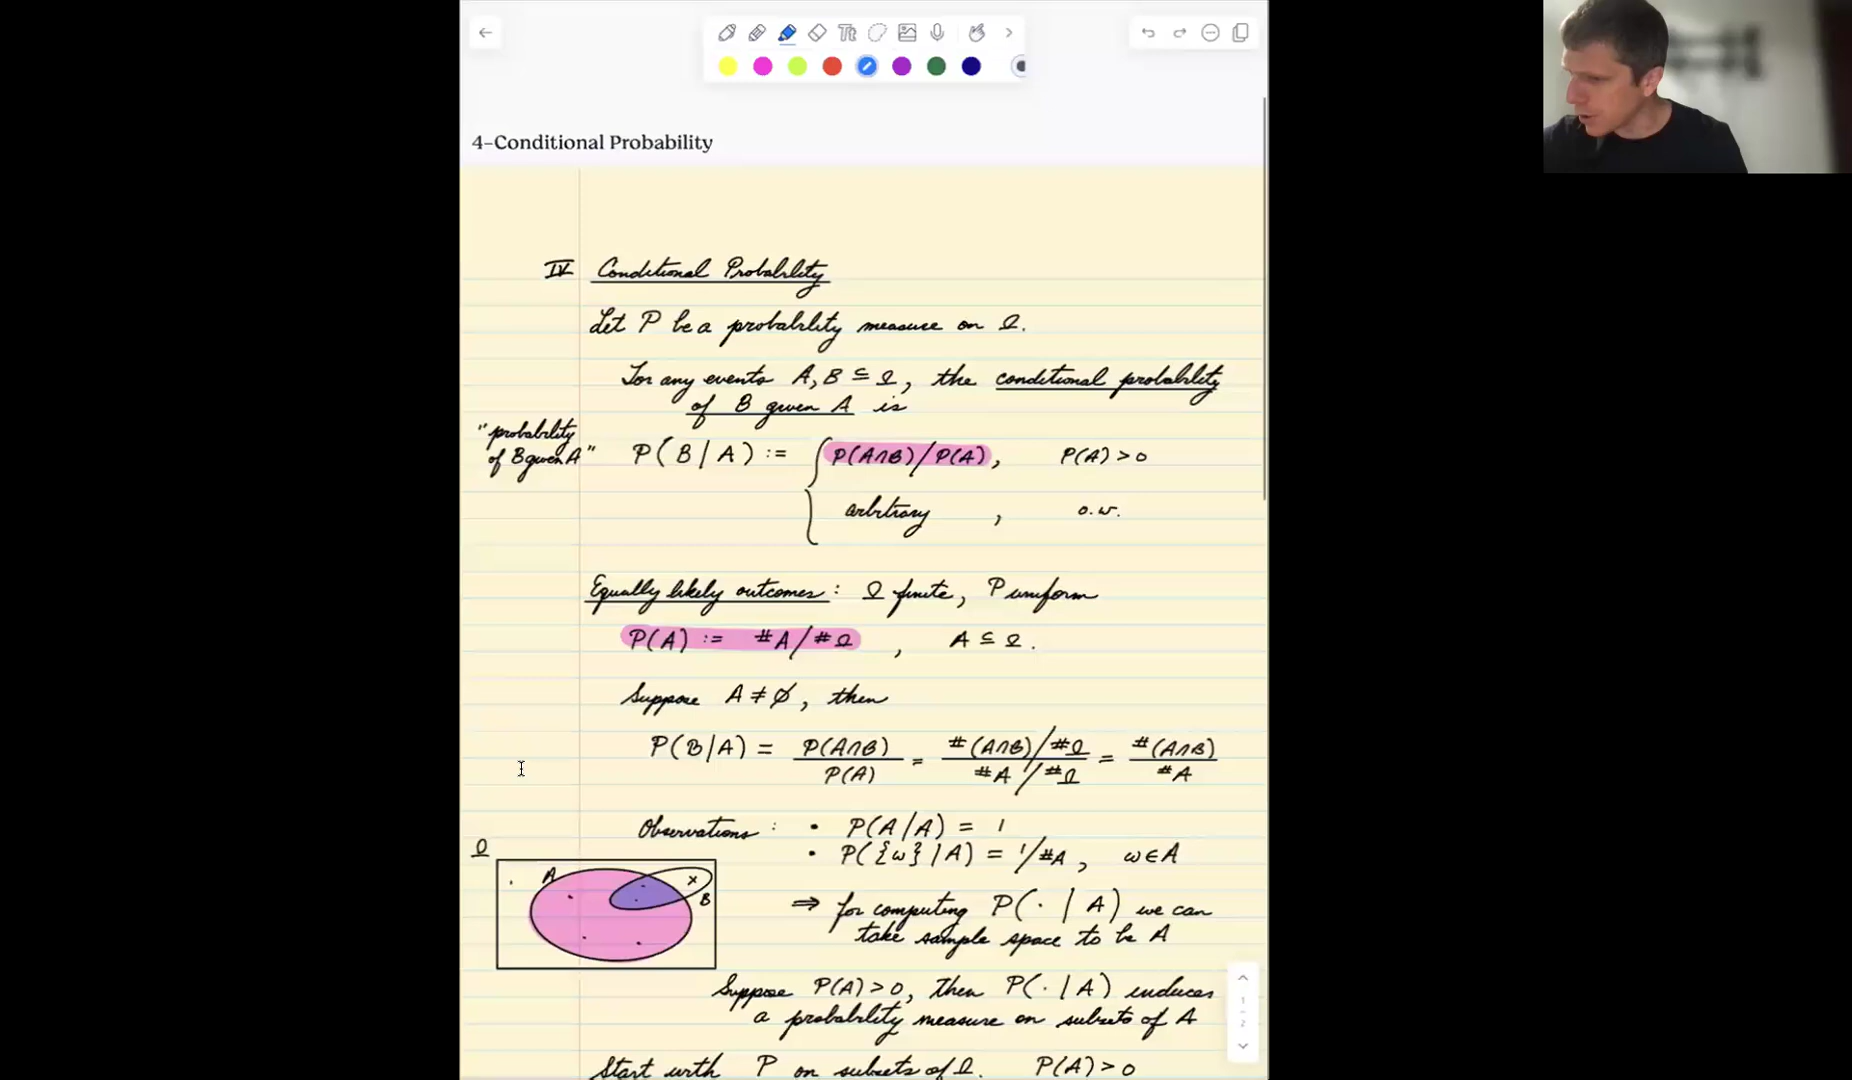 Tt
4-Conditional Probability
IV Conditional Probability
Let P be a probability measure on Ω.
For any events A, B ⊆ Ω, the conditional probability
of B given A is
"probability
of B given A"
P(B|A) := { P(A∩B)/P(A), P(A) > 0
arbitrary, o.w.
Equally likely outcomes: Ω finite, P uniform
P(A) := #A/#Ω, A ⊆ Ω.
Suppose A ≠ ∅, then
P(B|A) = P(A∩B)/P(A) = (#(A∩B)/#Ω)/(#A/#Ω) = #(A∩B)/#A
Observations: • P(A|A) = 1
• P({ω}|A) = 1/#A, ω∈A
Ω
A
x
B
⇒ for computing P(·|A) we can
take sample space to be A
Suppose P(A)>0, then P(·|A) induces
a probability measure on subsets of A
1
-
2
Start with P on subsets of Ω. P(A)>0